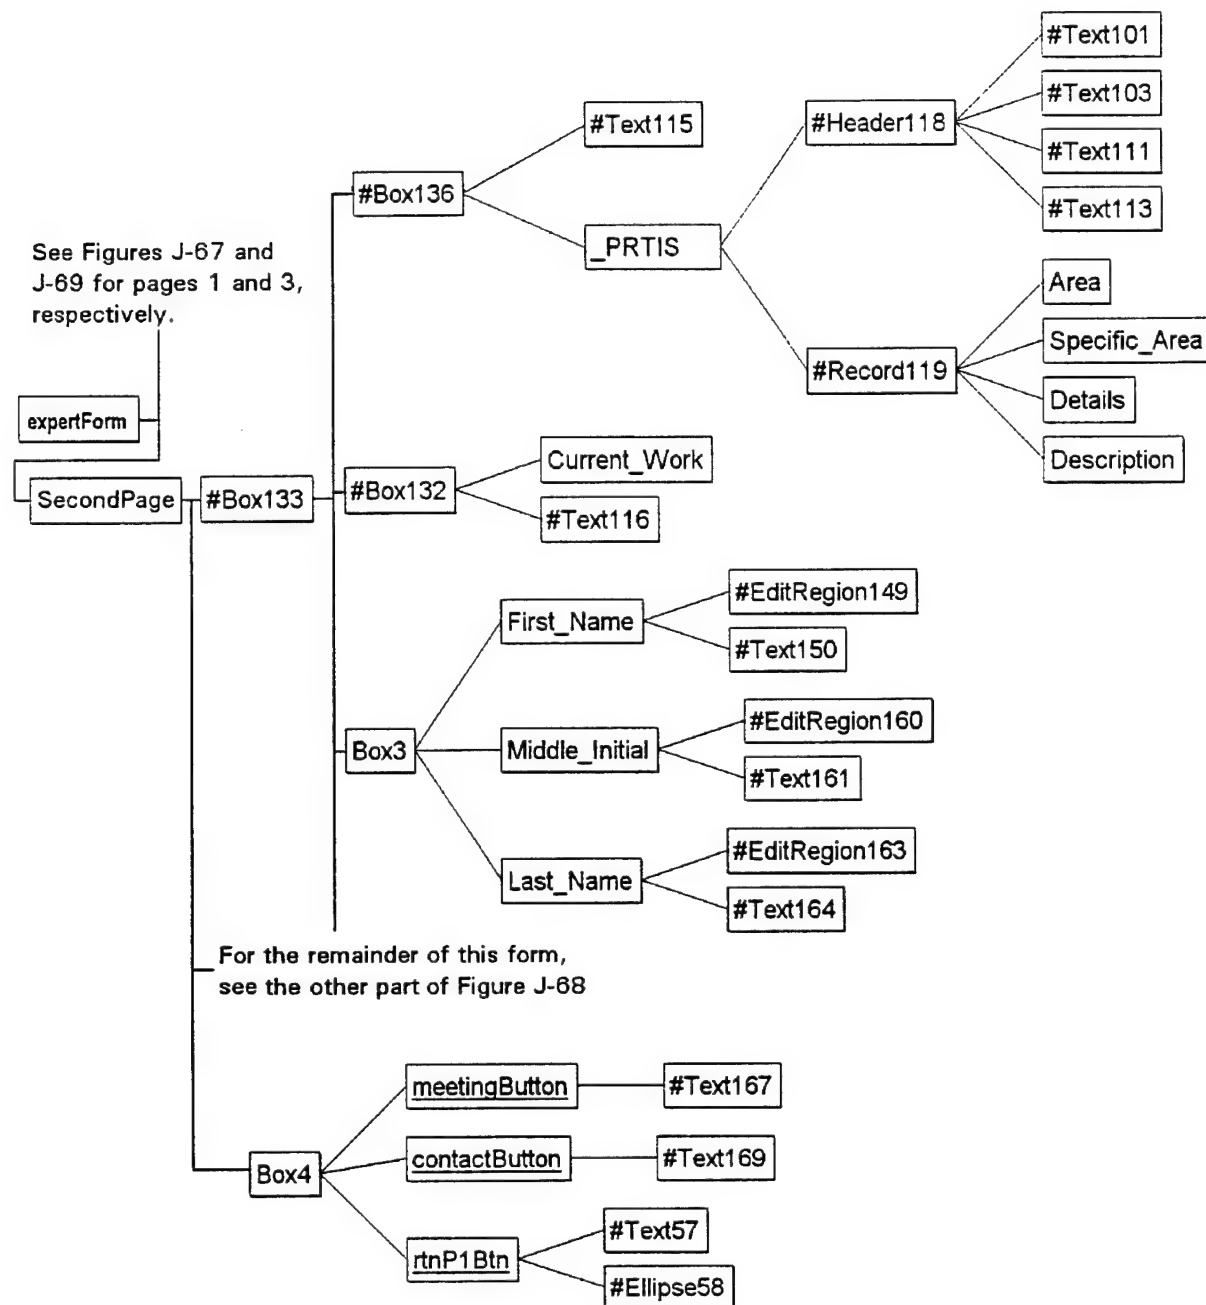 #Text101
#Text103
#Text115
#Header118
#Text111
#Box136
#Text113
See Figures J-67 and
J-69 for pages 1 and 3,
respectively.
_PRTIS
Area
Specific_Area
#Record119
Details
expertForm
Current_Work
Description
SecondPage
#Box133
#Box132
#Text116
#EditRegion149
First_Name
#Text150
#EditRegion160
Box3
Middle_Initial
#Text161
#EditRegion163
Last_Name
#Text164
For the remainder of this form,
see the other part of Figure J-68
meetingButton
#Text167
Box4
contactButton
#Text169
#Text57
rtnP1Btn
#Ellipse58